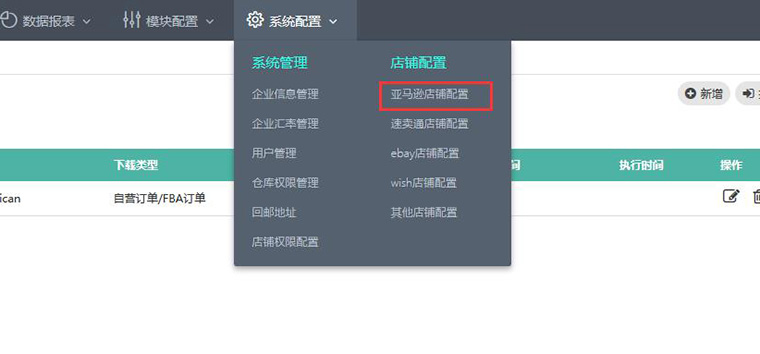 数据报表 模块配置 系统配置
系统管理 店铺配置
企业信息管理 亚马逊店铺配置
新增
企业汇率管理 速卖通店铺配置
下载类型 用户管理 ebay店铺配置 执行时间 操作
ican 自营订单/FBA订单 仓库权限管理 wish店铺配置
回邮地址 其他店铺配置
店铺权限配置